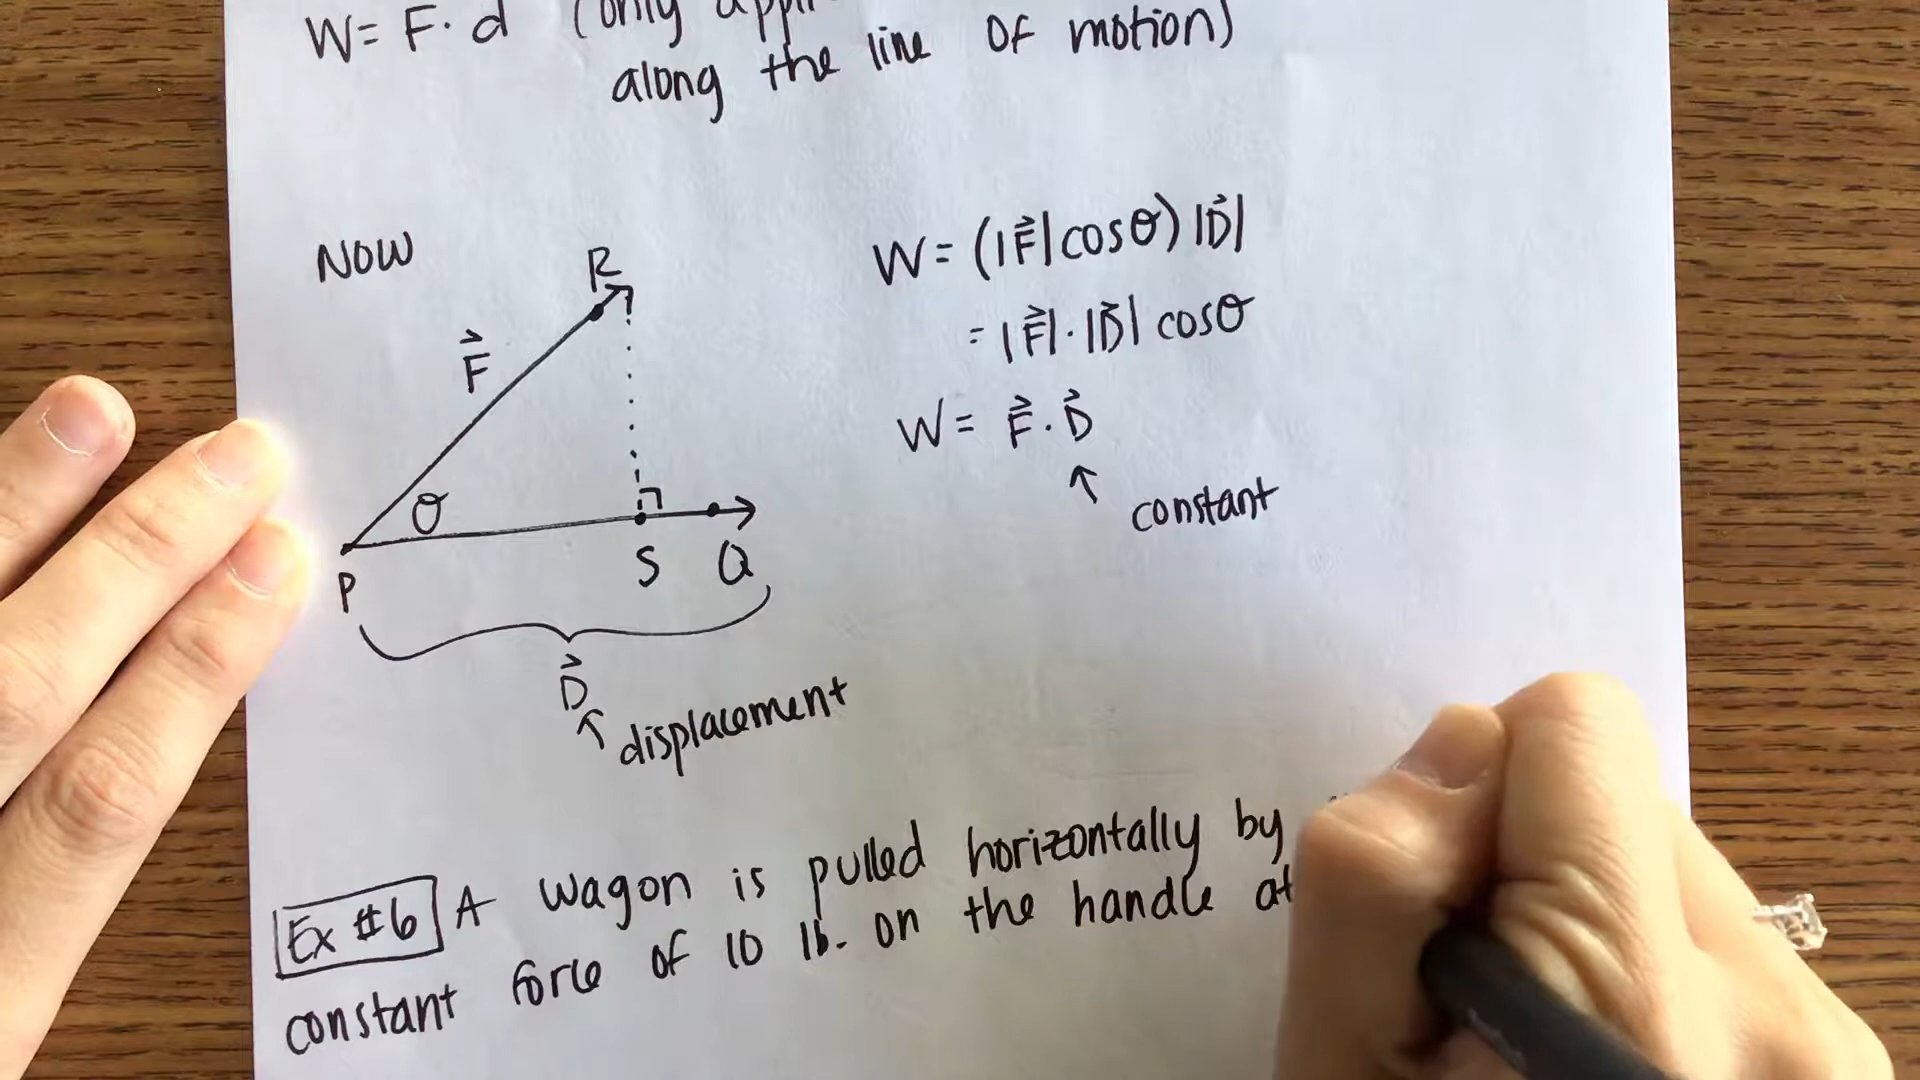 W= F·d (only
along the line of motion)
NOW
R
F⃗
θ
P
S Q
D⃗
↑ displacement
W= (|F⃗|cosθ)|D⃗|
= |F⃗|·|D⃗| cosθ
W= F⃗·D⃗
↑ constant
Ex #6 A wagon is pulled horizontally by
constant force of 10 lb. on the handle at